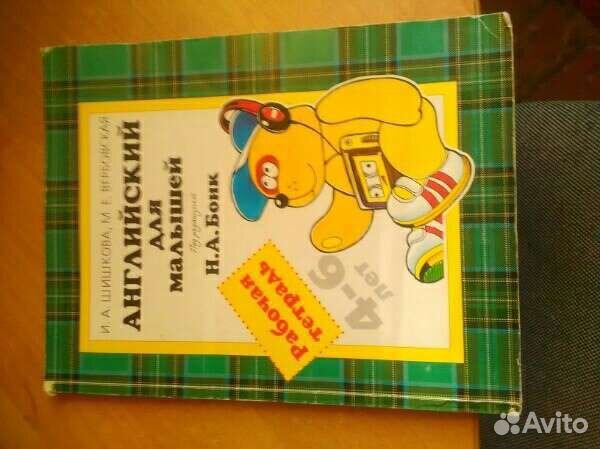 И. А. ШИШКОВА, М. Е. ВЕРБОВСКАЯ
АНГЛИЙСКИЙ
ДЛЯ
МАЛЫШЕЙ
Под редакцией
Н.А.Бонк
4-6
лет
Рабочая
тетрадь
Avito